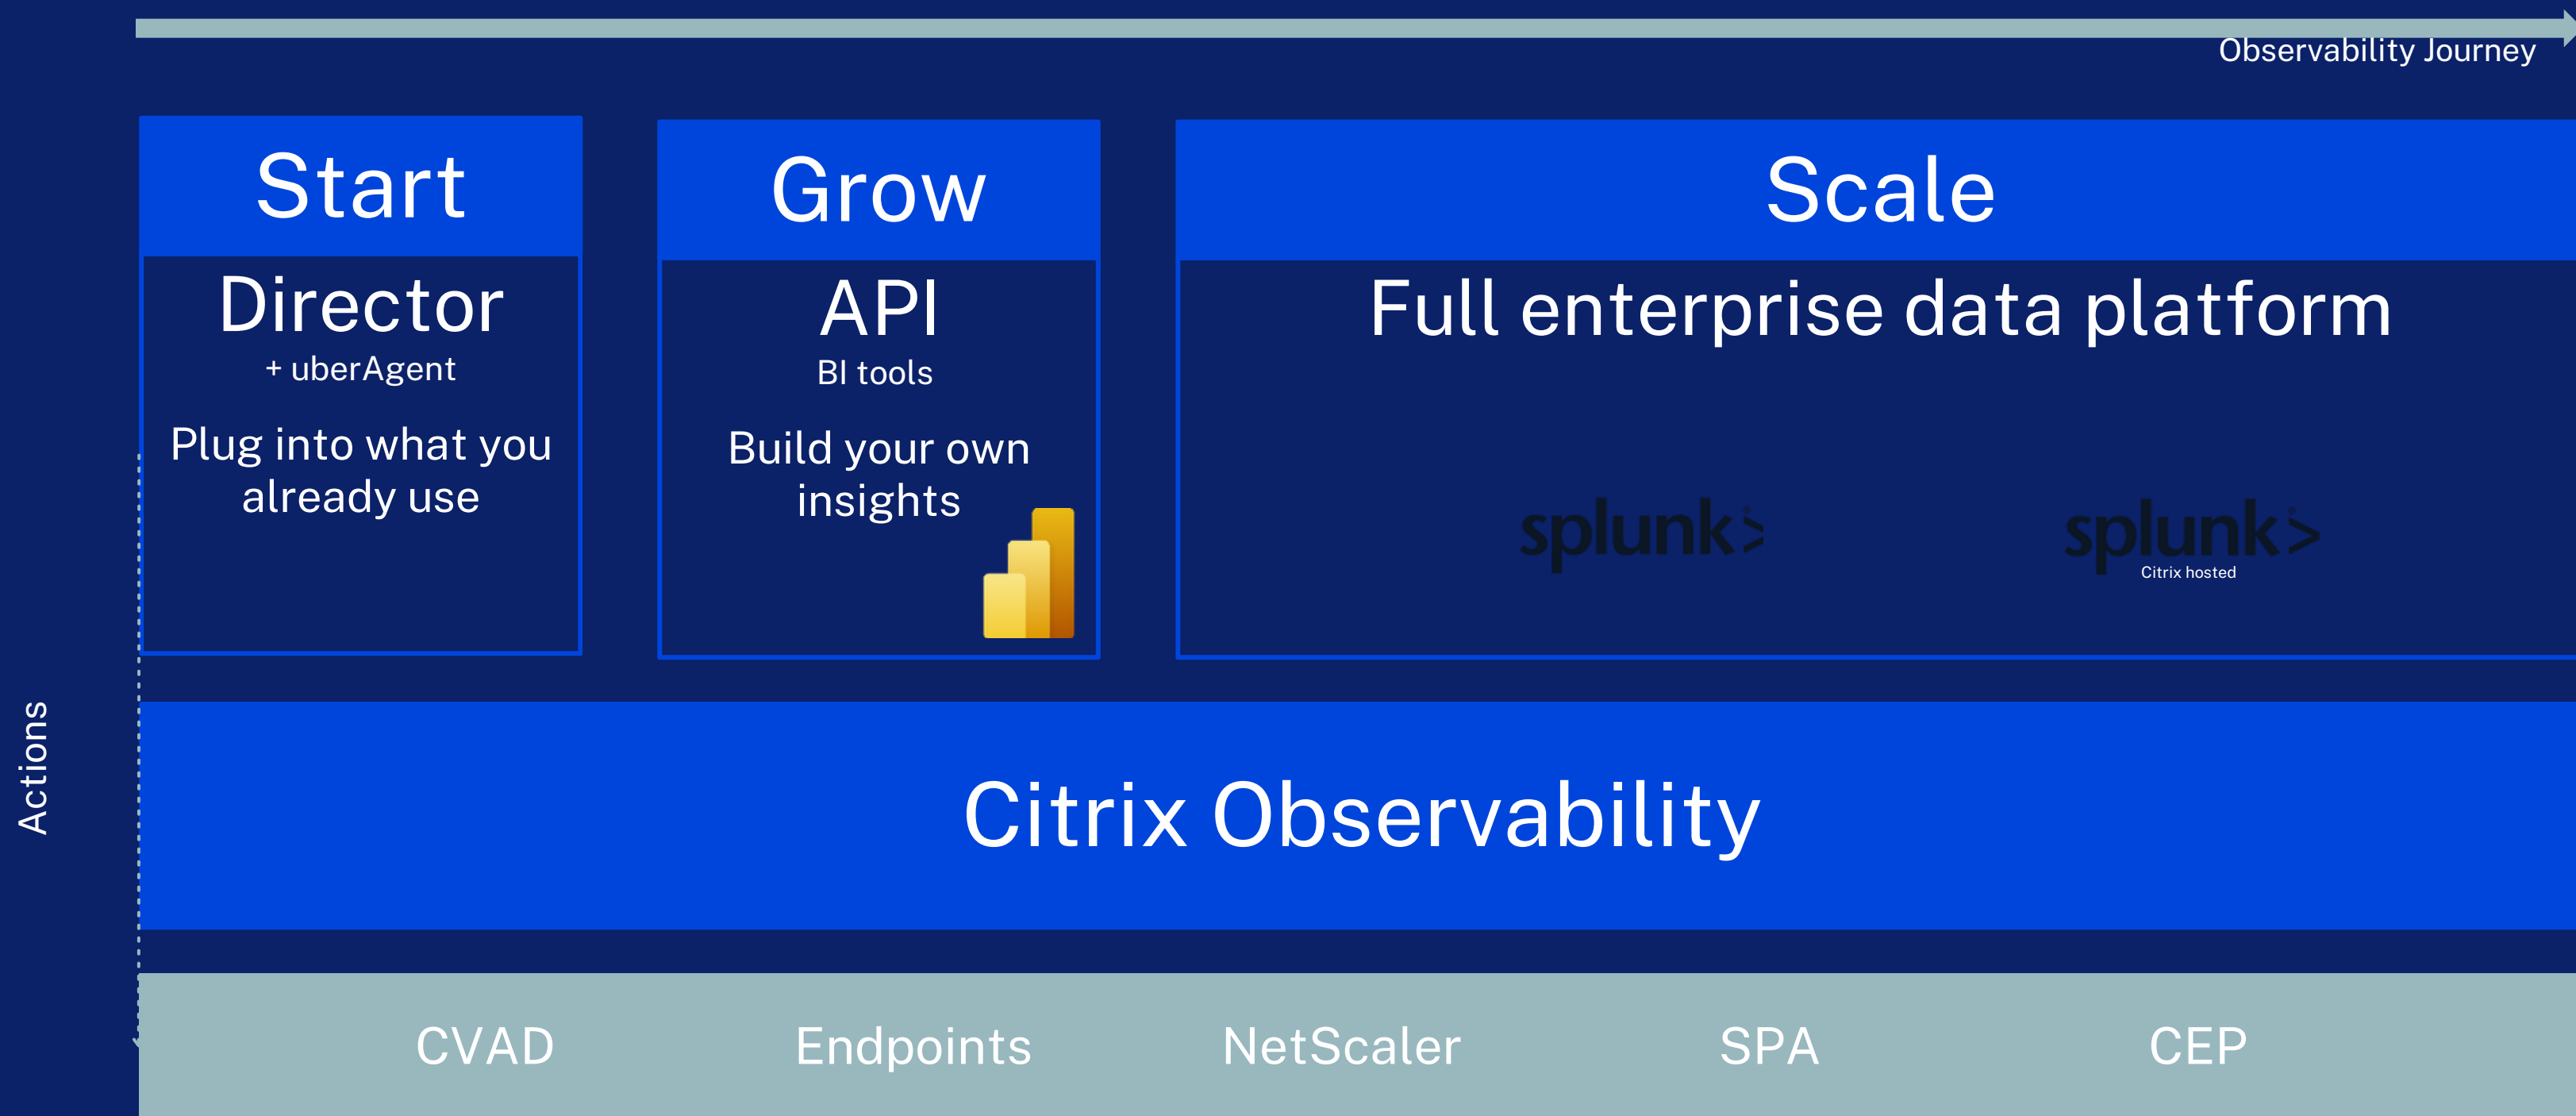 Observability Journey
Start
Director
+ uberAgent
Plug into what you
already use
Grow
API
BI tools
Build your own
insights
Scale
Full enterprise data platform
splunk>
splunk>
Citrix hosted
Actions
Citrix Observability
CVAD
Endpoints
NetScaler
SPA
CEP